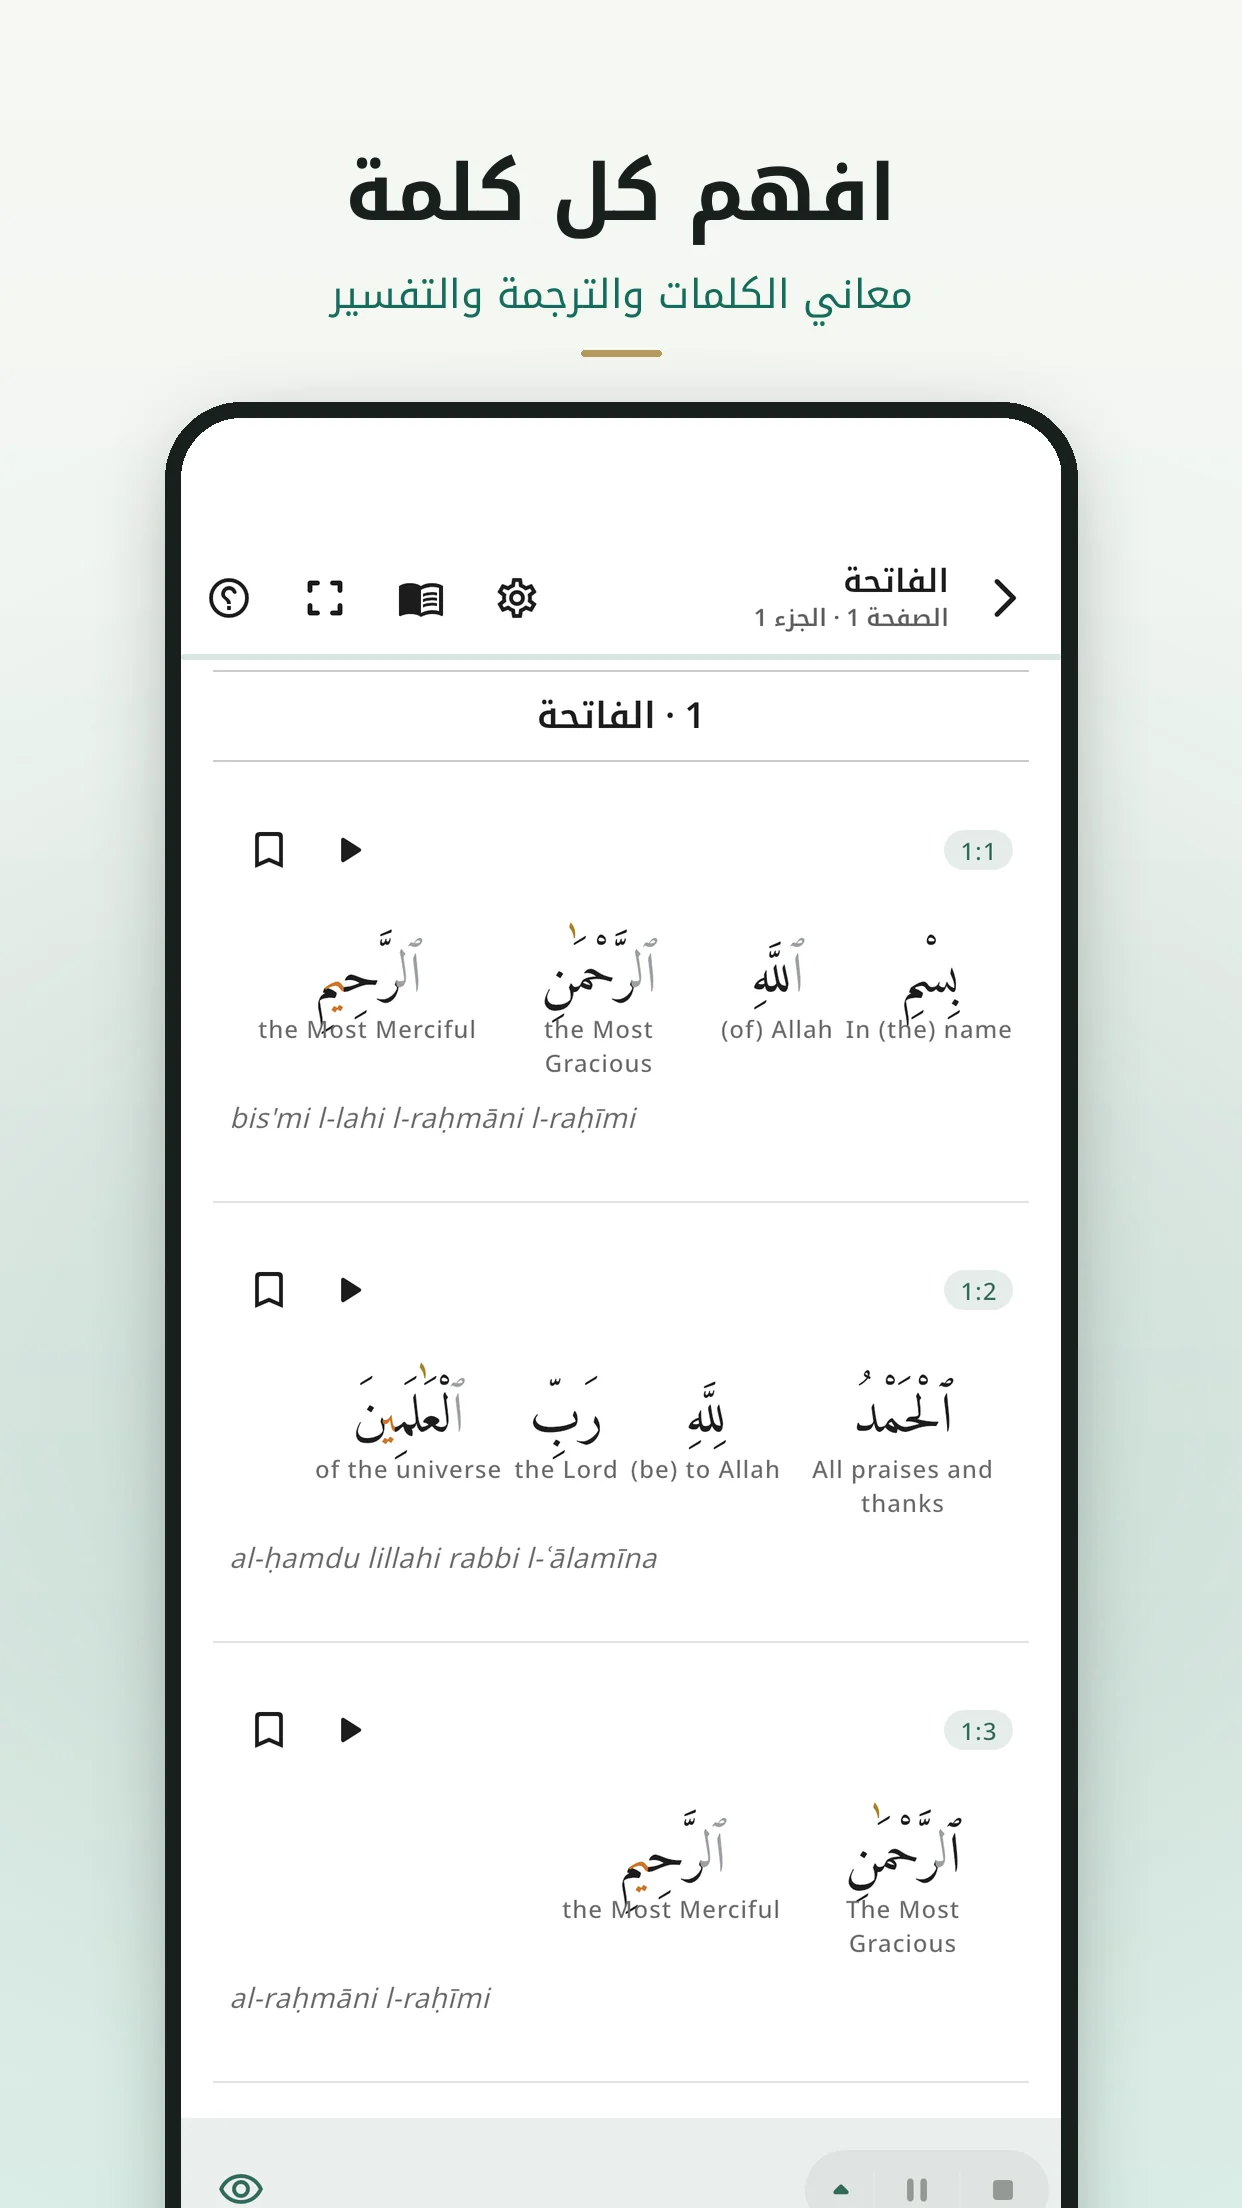 افهم كل كلمة
معاني الكلمات والترجمة والتفسير
الفاتحة
الصفحة 1 · الجزء 1
1 · الفاتحة
1:1
بِسْمِ ٱللَّهِ ٱلرَّحْمَٰنِ ٱلرَّحِيمِ
In (the) name (of) Allah the Most Gracious the Most Merciful
bis'mi l-lahi l-raḥmāni l-raḥīmi
1:2
ٱلْحَمْدُ لِلَّهِ رَبِّ ٱلْعَٰلَمِينَ
All praises and thanks (be) to Allah the Lord of the universe
al-ḥamdu lillahi rabbi l-ʿālamīna
1:3
ٱلرَّحْمَٰنِ ٱلرَّحِيمِ
The Most Gracious the Most Merciful
al-raḥmāni l-raḥīmi